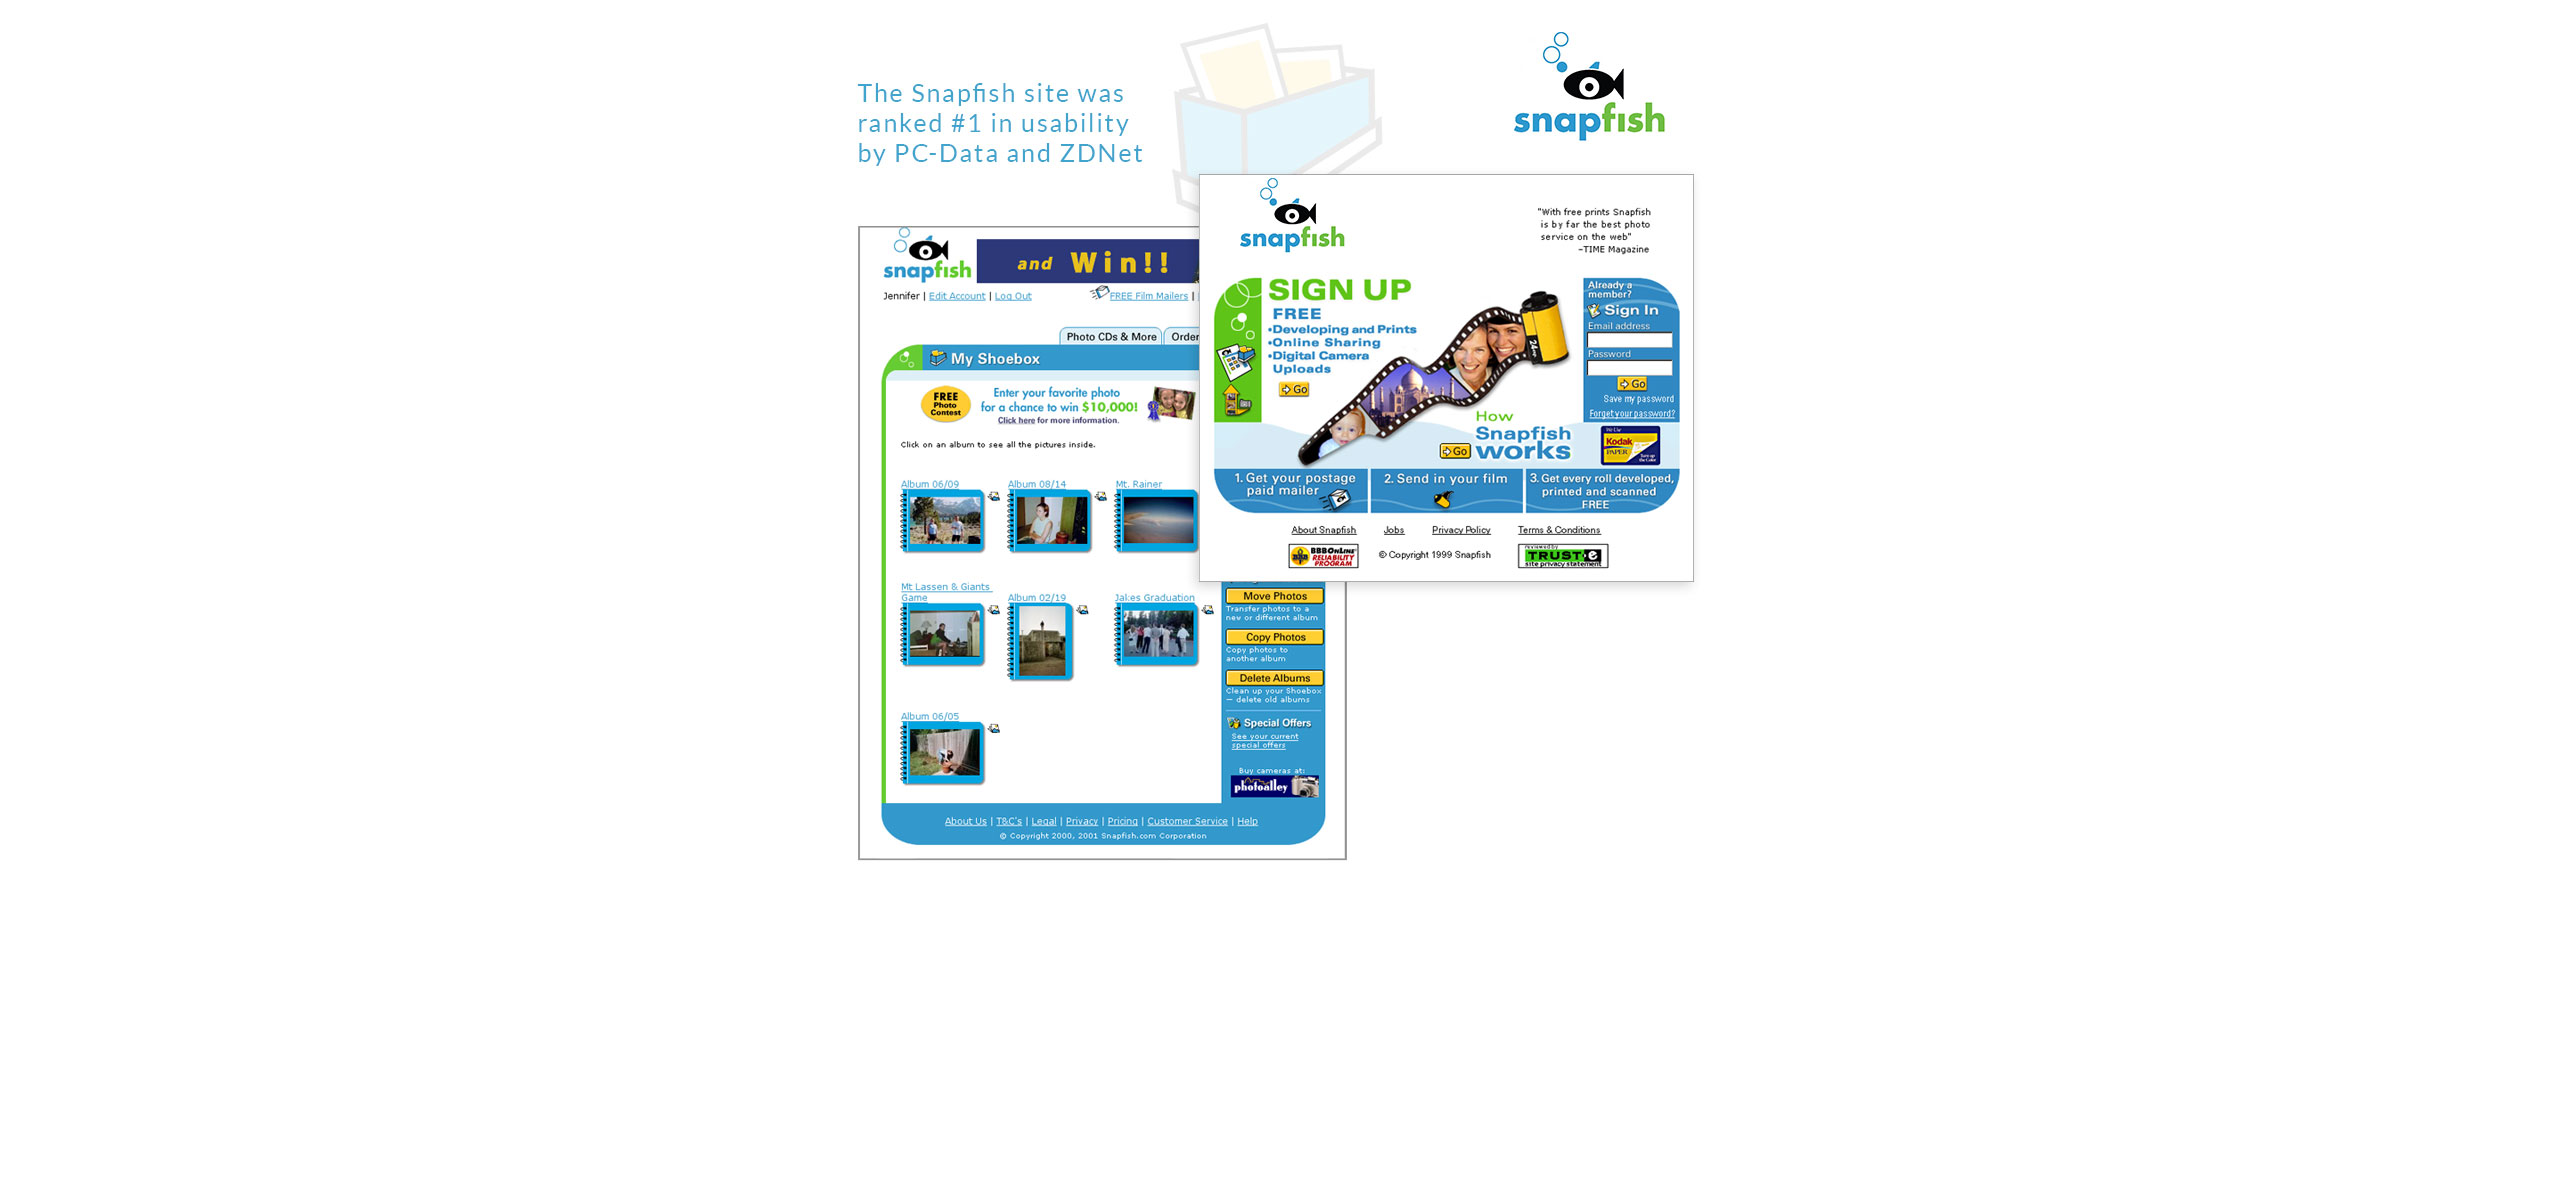 The Snapfish site was
ranked #1 in usability
by PC-Data and ZDNet
snapfish
snapfish
"With free prints Snapfish
is by far the best photo
service on the web"
–TIME Magazine
SIGN UP
FREE
•Developing and Prints
•Online Sharing
•Digital Camera
Uploads
Go
24
Already a
member?
Sign In
Email address
Password
Go
Save my password
Forget your password?
How
Snapfish
works
Go
We Use
Kodak
PAPER
1. Get your postage
paid mailer
2. Send in your film
3. Get every roll developed,
printed and scanned
FREE
About Snapfish
Jobs
Privacy Policy
Terms & Conditions
BBB
BBBOnLine
RELIABILITY
PROGRAM
© Copyright 1999 Snapfish
reviewed by
TRUST e
site privacy statement
snapfish
and Win!!
Jennifer | Edit Account | Log Out
FREE Film Mailers |
Photo CDs & More
Order
My Shoebox
FREE
Photo
Contest
Enter your favorite photo
for a chance to win $10,000!
Click here for more information.
Click on an album to see all the pictures inside.
Album 06/09
Album 08/14
Mt. Rainer
Mt Lassen & Giants
Game
Album 02/19
Jakes Graduation
Album 06/05
Move Photos
Transfer photos to a
new or different album
Copy Photos
Copy photos to
another album
Delete Albums
Clean up your Shoebox
— delete old albums
Special Offers
See your current
special offers
Buy cameras at:
photoalley
About Us | T&C's | Legal | Privacy | Pricing | Customer Service | Help
© Copyright 2000, 2001 Snapfish.com Corporation